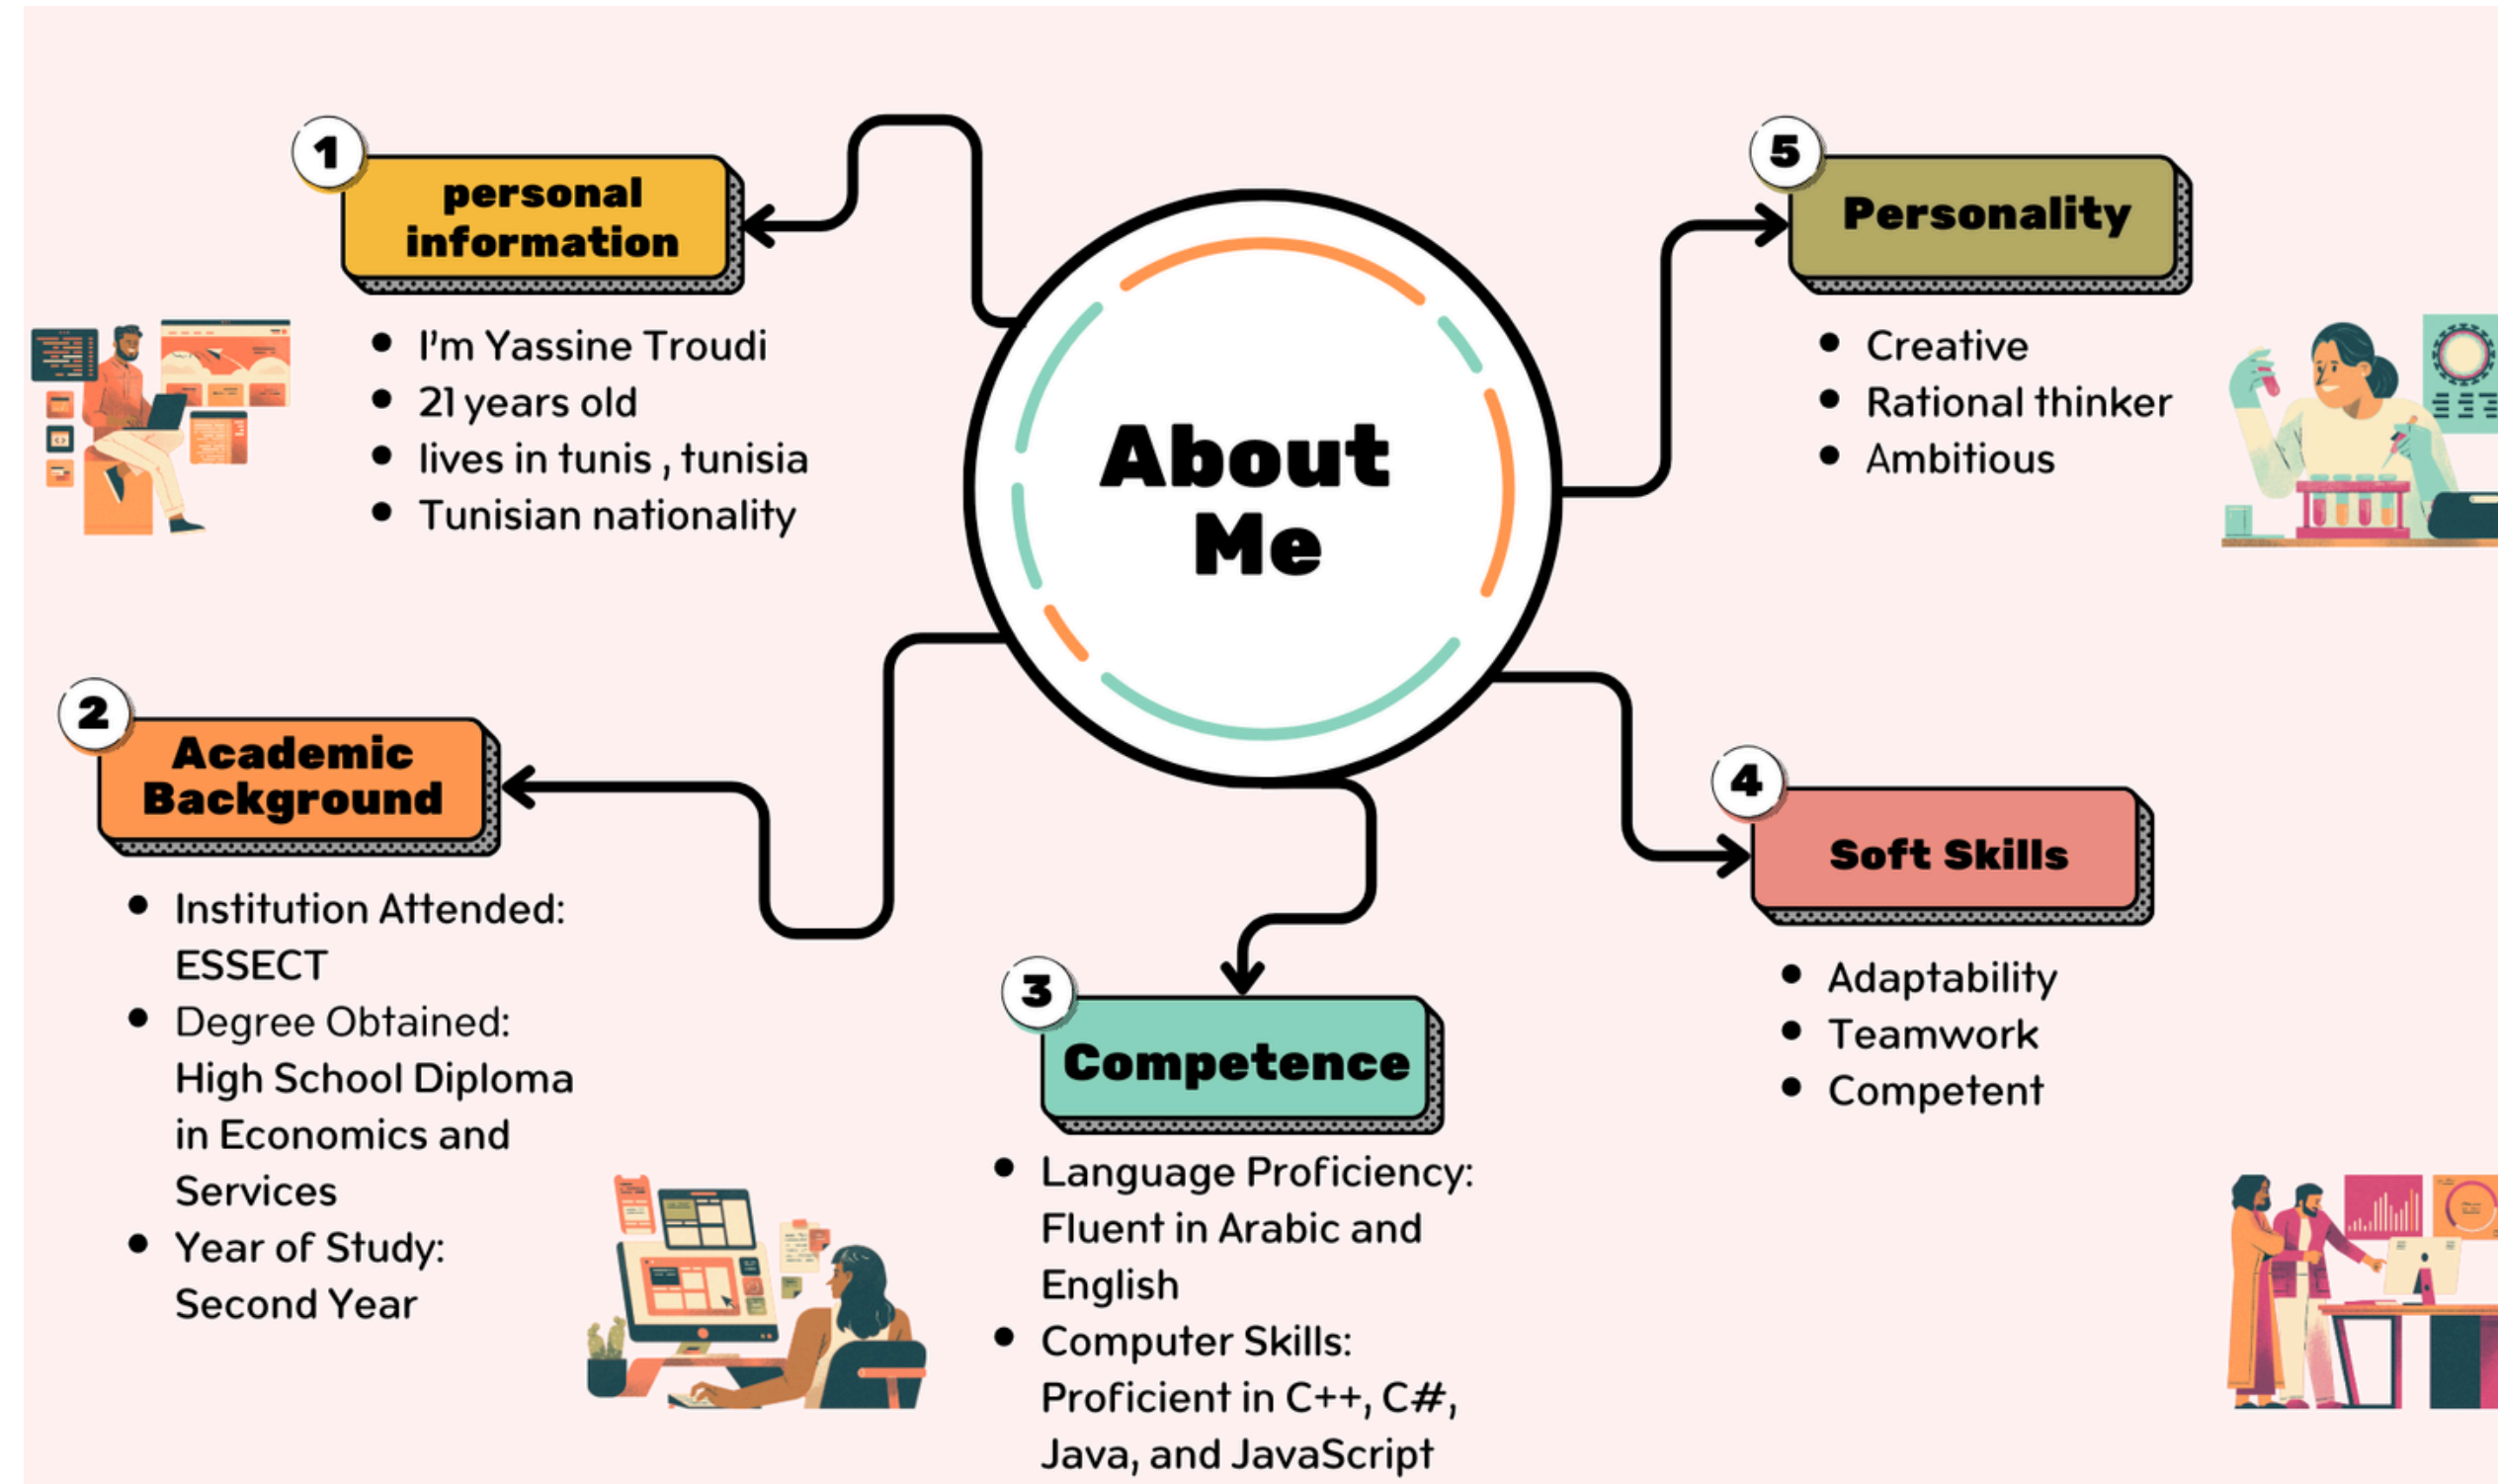 About
Me
1
personal
information
I'm Yassine Troudi
21 years old
lives in tunis , tunisia
Tunisian nationality
2
Academic
Background
Institution Attended:
ESSECT
Degree Obtained:
High School Diploma
in Economics and
Services
Year of Study:
Second Year
3
Competence
Language Proficiency:
Fluent in Arabic and
English
Computer Skills:
Proficient in C++, C#,
Java, and JavaScript
4
Soft Skills
Adaptability
Teamwork
Competent
5
Personality
Creative
Rational thinker
Ambitious